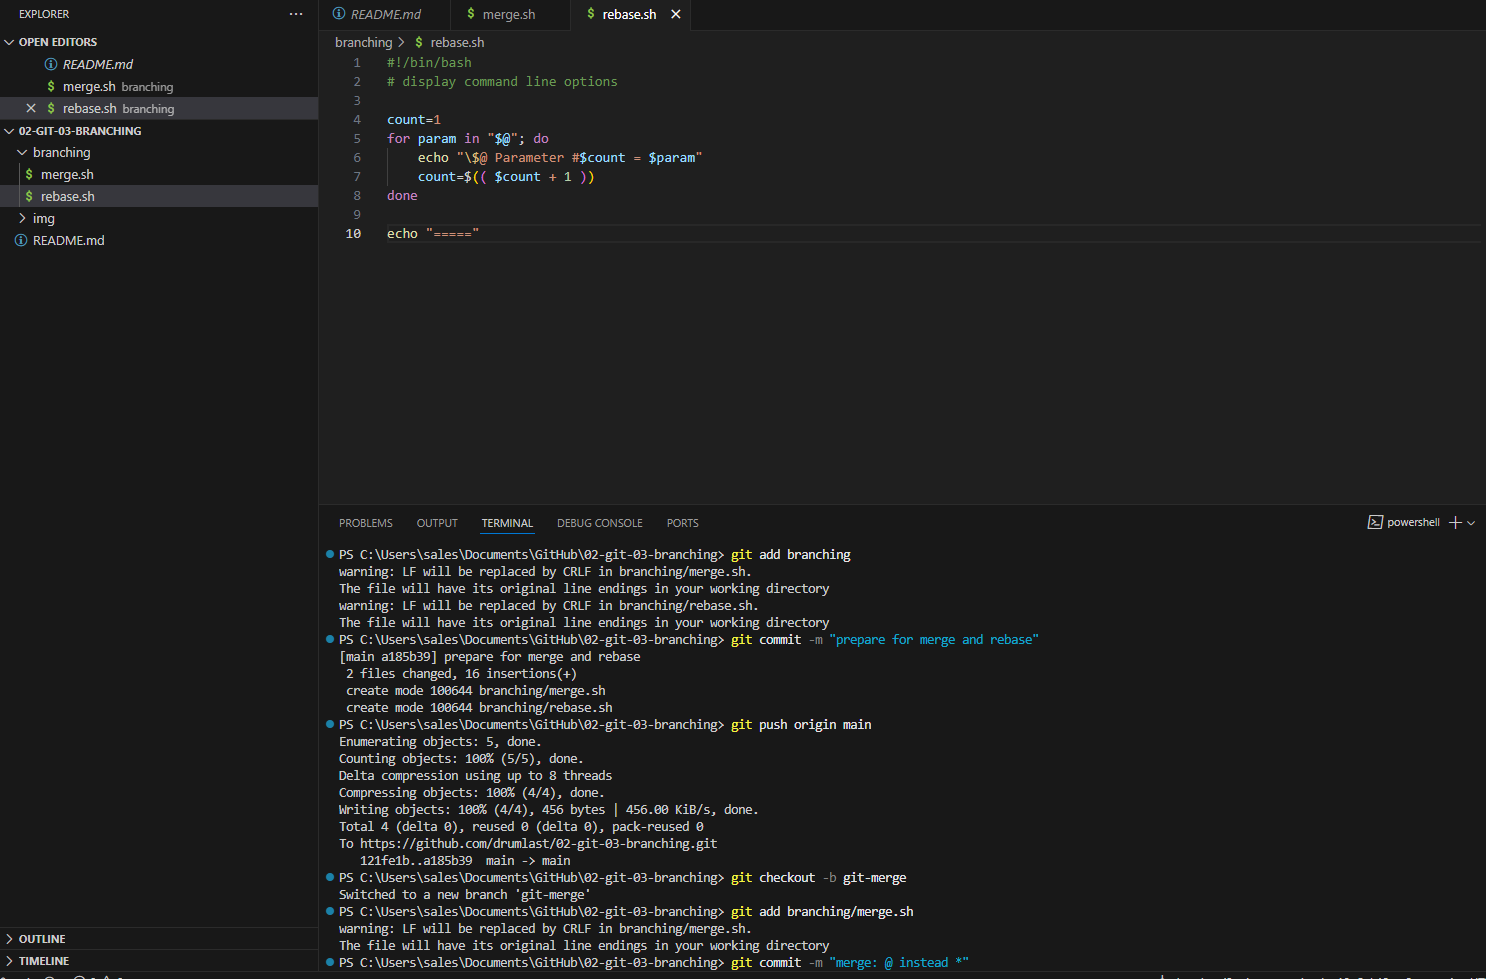 EXPLORER
···
OPEN EDITORS
README.md
merge.sh branching
rebase.sh branching
02-GIT-03-BRANCHING
branching
merge.sh
rebase.sh
img
README.md
OUTLINE
TIMELINE
README.md
merge.sh
rebase.sh
branching > $ rebase.sh
1 #!/bin/bash
2 # display command line options
3
4 count=1
5 for param in "$@"; do
6 echo "\$@ Parameter #$count = $param"
7 count=$(( $count + 1 ))
8 done
9
10 echo "====="
PROBLEMS OUTPUT TERMINAL DEBUG CONSOLE PORTS
powershell
PS C:\Users\sales\Documents\GitHub\02-git-03-branching> git add branching
warning: LF will be replaced by CRLF in branching/merge.sh.
The file will have its original line endings in your working directory
warning: LF will be replaced by CRLF in branching/rebase.sh.
The file will have its original line endings in your working directory
PS C:\Users\sales\Documents\GitHub\02-git-03-branching> git commit -m "prepare for merge and rebase"
[main a185b39] prepare for merge and rebase
2 files changed, 16 insertions(+)
create mode 100644 branching/merge.sh
create mode 100644 branching/rebase.sh
PS C:\Users\sales\Documents\GitHub\02-git-03-branching> git push origin main
Enumerating objects: 5, done.
Counting objects: 100% (5/5), done.
Delta compression using up to 8 threads
Compressing objects: 100% (4/4), done.
Writing objects: 100% (4/4), 456 bytes | 456.00 KiB/s, done.
Total 4 (delta 0), reused 0 (delta 0), pack-reused 0
To https://github.com/drumlast/02-git-03-branching.git
121fe1b..a185b39 main -> main
PS C:\Users\sales\Documents\GitHub\02-git-03-branching> git checkout -b git-merge
Switched to a new branch 'git-merge'
PS C:\Users\sales\Documents\GitHub\02-git-03-branching> git add branching/merge.sh
warning: LF will be replaced by CRLF in branching/merge.sh.
The file will have its original line endings in your working directory
PS C:\Users\sales\Documents\GitHub\02-git-03-branching> git commit -m "merge: @ instead *"